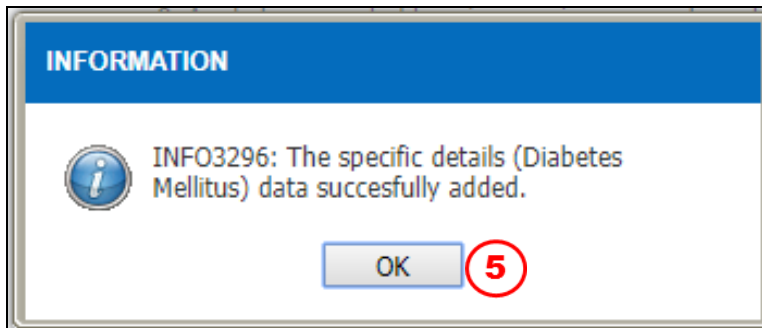 INFORMATION
INFO3296: The specific details (Diabetes
Mellitus) data succesfully added.
OK
5